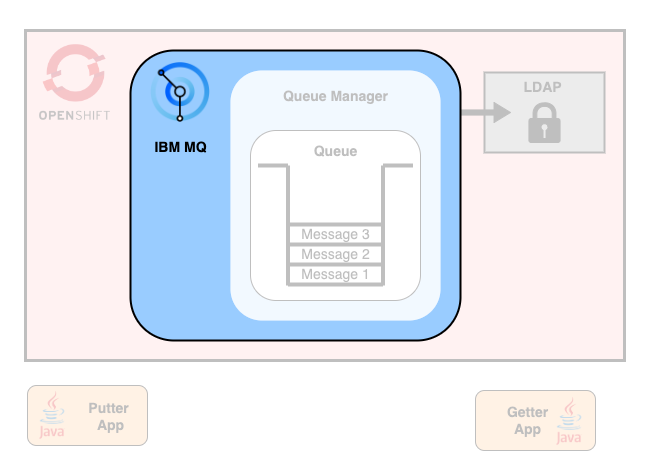 OPENSHIFT
IBM MQ
Queue Manager
Queue
Message 3
Message 2
Message 1
LDAP
Java
Putter
App
Getter
App
Java